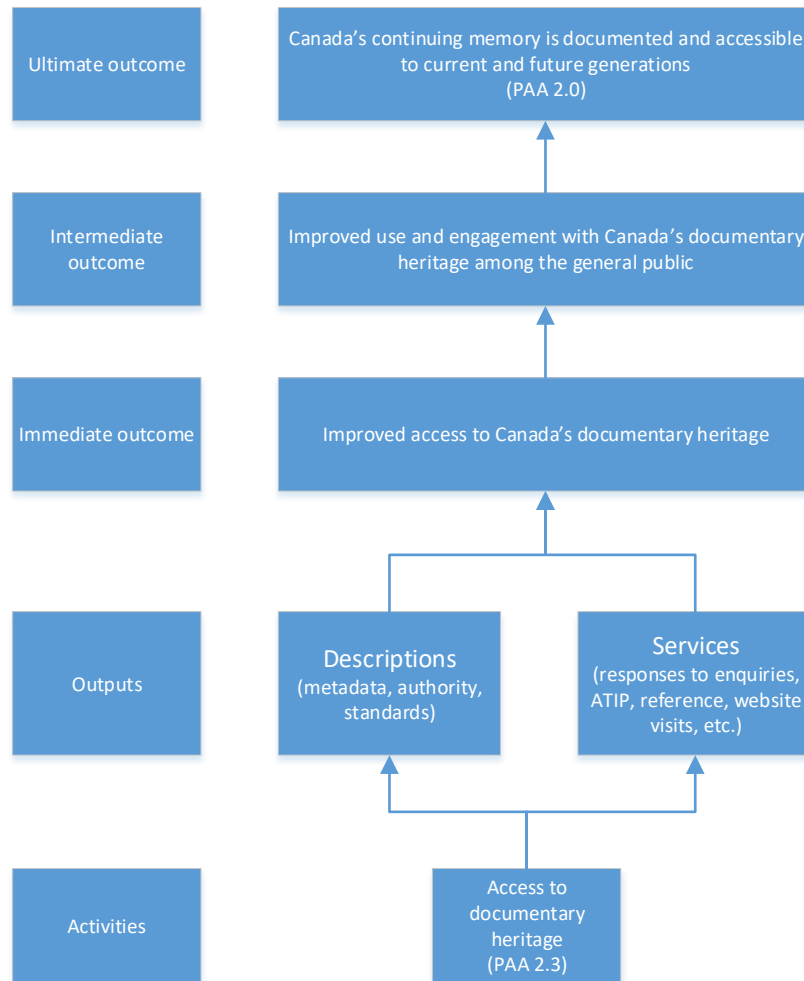 Ultimate outcome
Canada's continuing memory is documented and accessible
to current and future generations
(PAA 2.0)
Intermediate
outcome
Improved use and engagement with Canada's documentary
heritage among the general public
Immediate outcome
Improved access to Canada's documentary heritage
Outputs
Descriptions
(metadata, authority,
standards)
Services
(responses to enquiries,
ATIP, reference, website
visits, etc.)
Activities
Access to
documentary
heritage
(PAA 2.3)